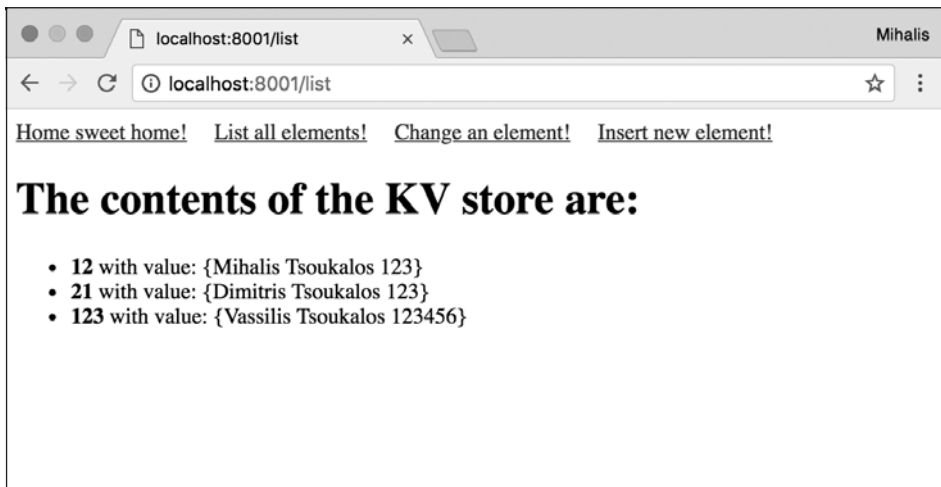 localhost:8001/list × Mihalis
localhost:8001/list
Home sweet home! List all elements! Change an element! Insert new element!
The contents of the KV store are:
• 12 with value: {Mihalis Tsoukalos 123}
• 21 with value: {Dimitris Tsoukalos 123}
• 123 with value: {Vassilis Tsoukalos 123456}